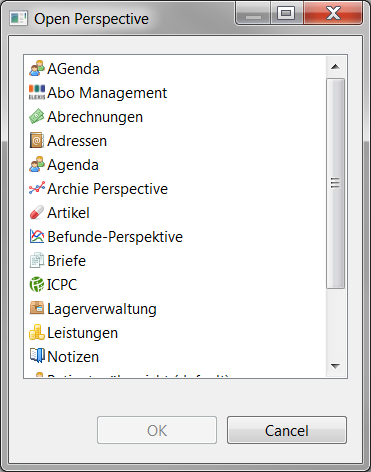 Open Perspective
AGenda
ELEXIS Abo Management
Abrechnungen
Adressen
Agenda
Archie Perspective
Artikel
Befunde-Perspektive
Briefe
ICPC
Lagerverwaltung
Leistungen
Notizen
OK
Cancel